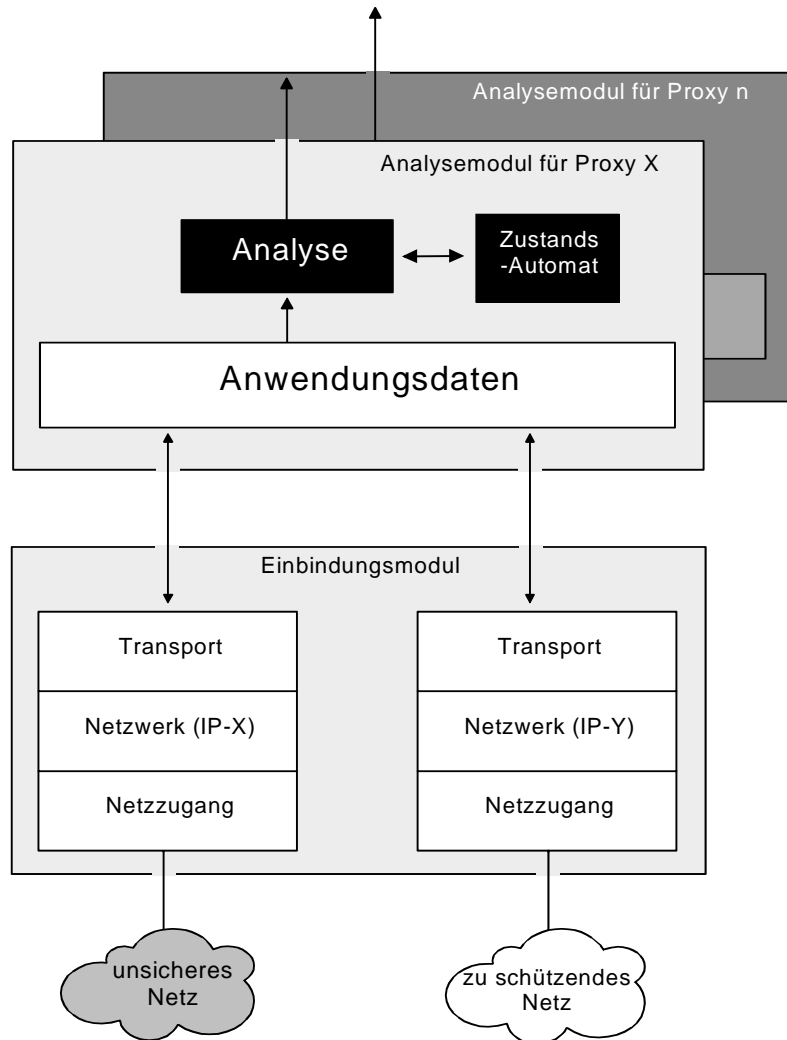 Analysemodul für Proxy n
Analysemodul für Proxy X
Analyse
Zustands
-Automat
Anwendungsdaten
Einbindungsmodul
Transport
Netzwerk (IP-X)
Netzzugang
Transport
Netzwerk (IP-Y)
Netzzugang
unsicheres
Netz
zu schützendes
Netz